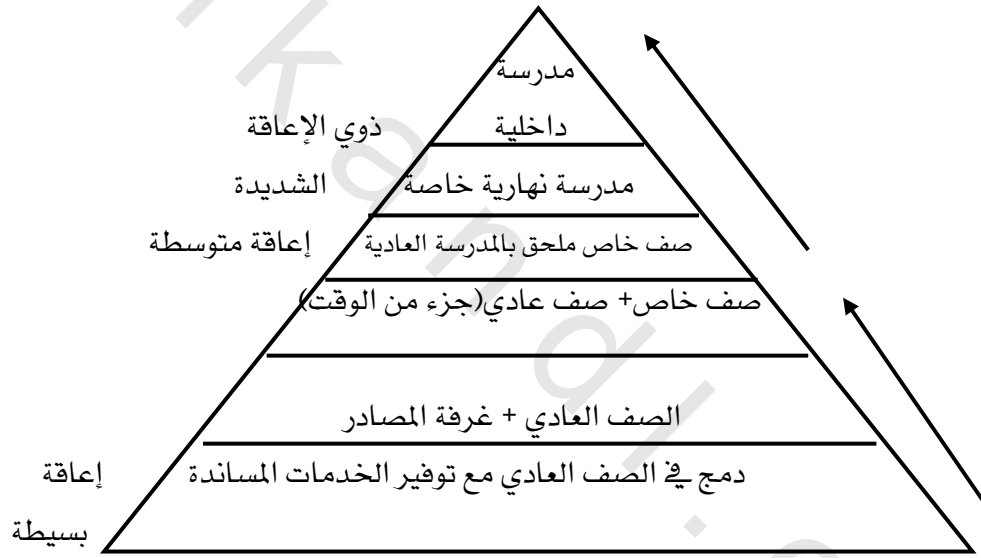 مدرسة
ذوي الإعاقة داخلية
الشديدة مدرسة نهارية خاصة
إعاقة متوسطة صف خاص ملحق بالمدرسة العادية
صف خاص+ صف عادي(جزء من الوقت)
الصف العادي + غرفة المصادر
إعاقة دمج في الصف العادي مع توفير الخدمات المساندة
بسيطة